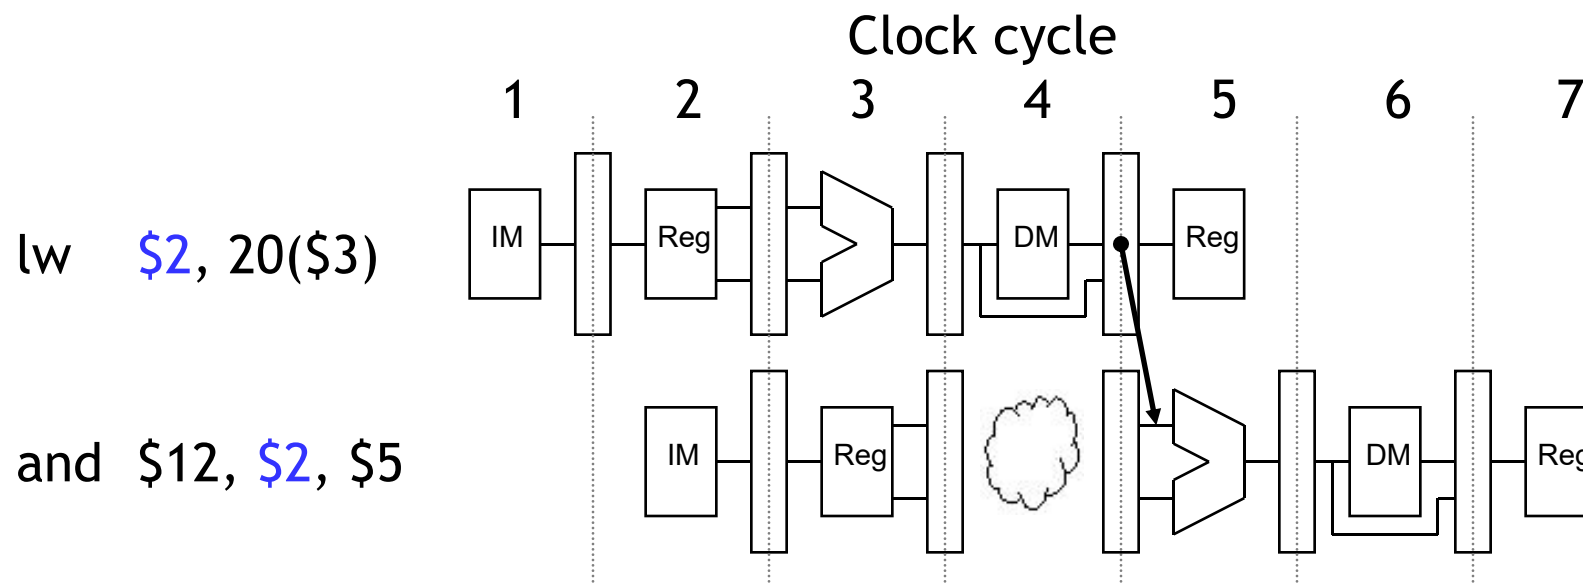 Clock cycle
1 2 3 4 5 6 7
lw $2, 20($3) IM Reg DM Reg
and $12, $2, $5 IM Reg DM Reg